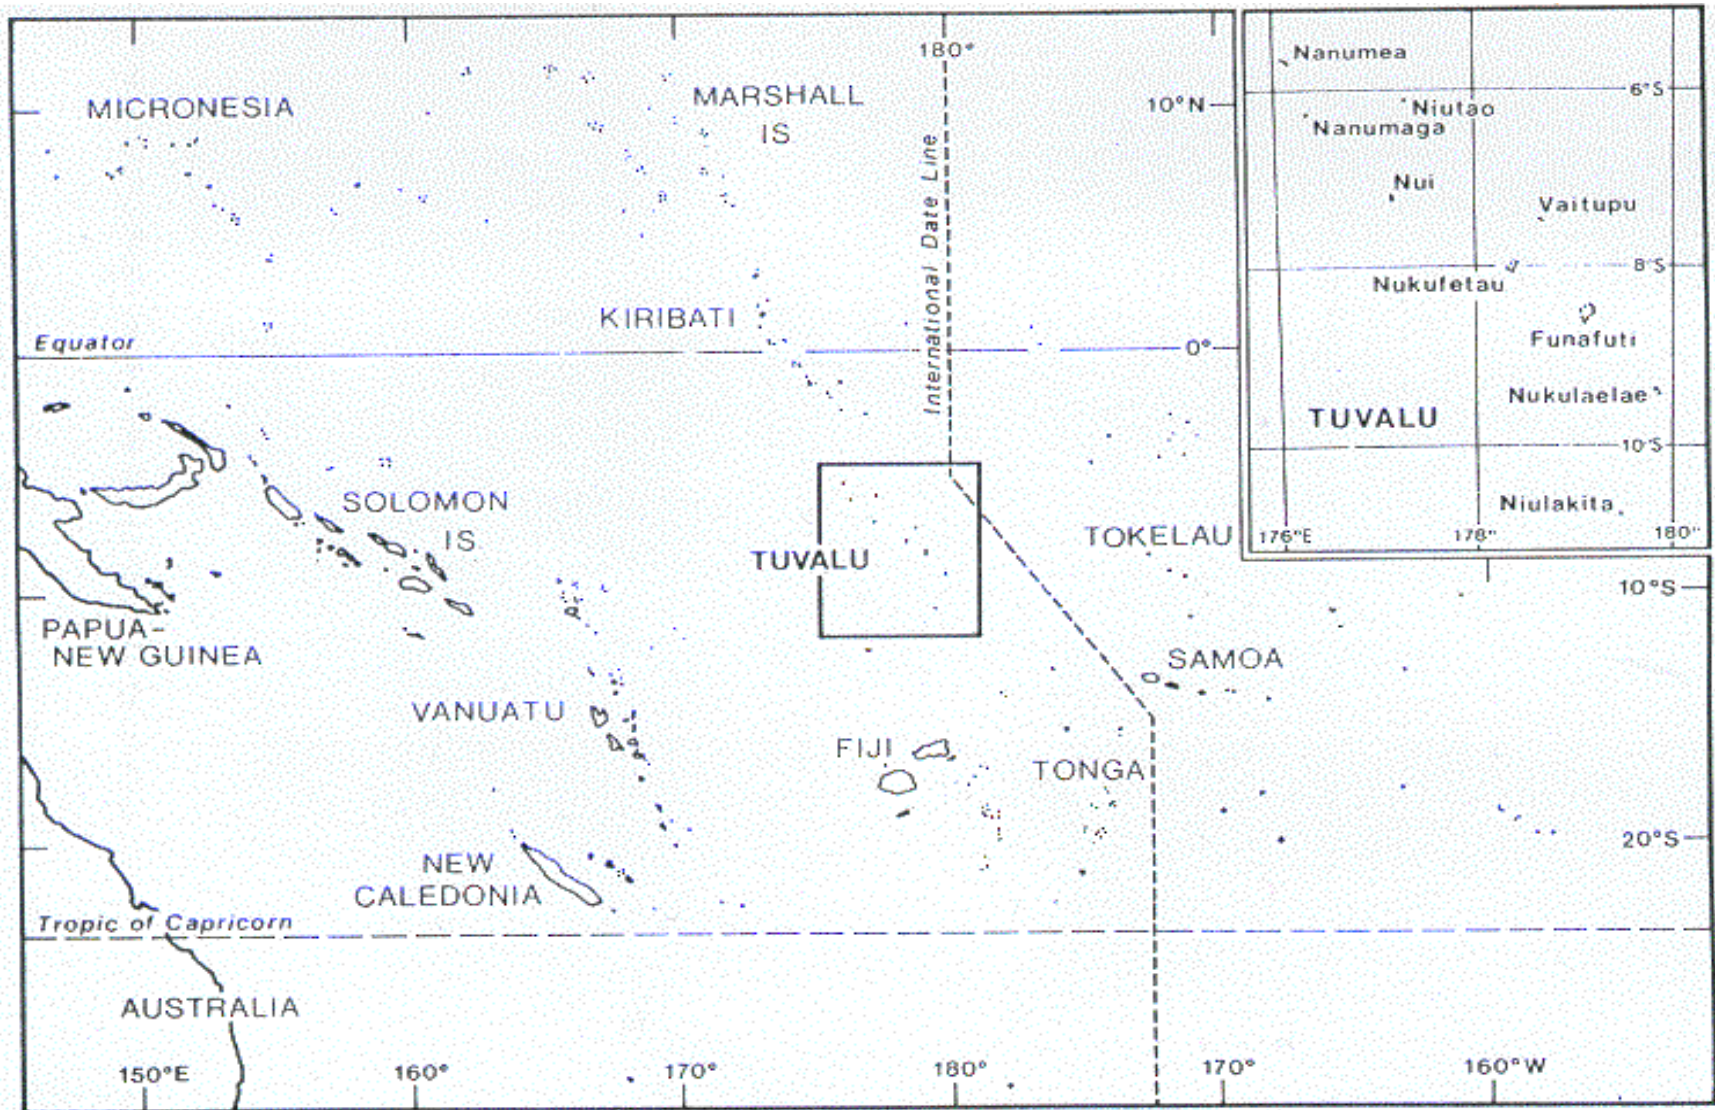 180°
MICRONESIA
MARSHALL
IS
10°N
International Date Line
KIRIBATI
Equator
0°
SOLOMON
IS
TUVALU
TOKELAU
10°S
PAPUA-
NEW GUINEA
SAMOA
VANUATU
FIJI
TONGA
20°S
NEW
CALEDONIA
Tropic of Capricorn
AUSTRALIA
150°E
160°
170°
180°
170°
160°W
Nanumea
6°S
Niutao
Nanumaga
Nui
Vaitupu
8°S
Nukufetau
Funafuti
Nukulaelae
TUVALU
10°S
Niulakita
176°E
178°
180°